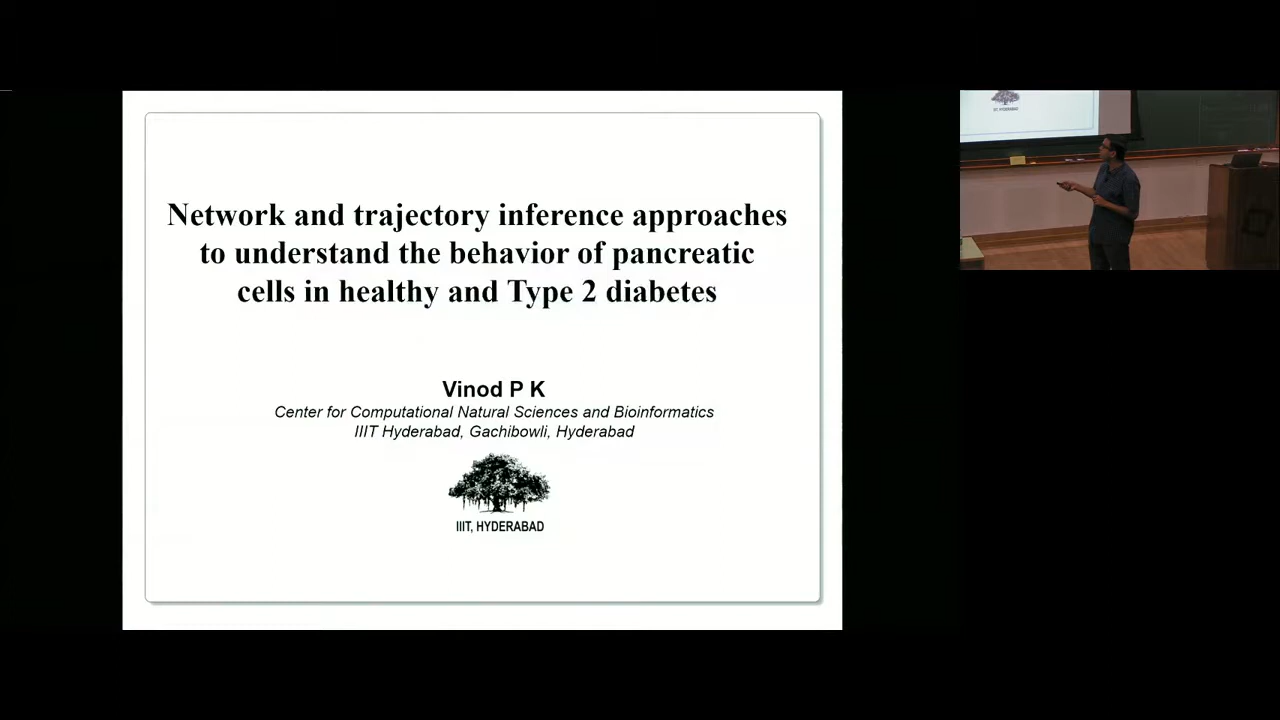 Network and trajectory inference approaches
to understand the behavior of pancreatic
cells in healthy and Type 2 diabetes
Vinod P K
Center for Computational Natural Sciences and Bioinformatics
IIIT Hyderabad, Gachibowli, Hyderabad
IIIT, HYDERABAD